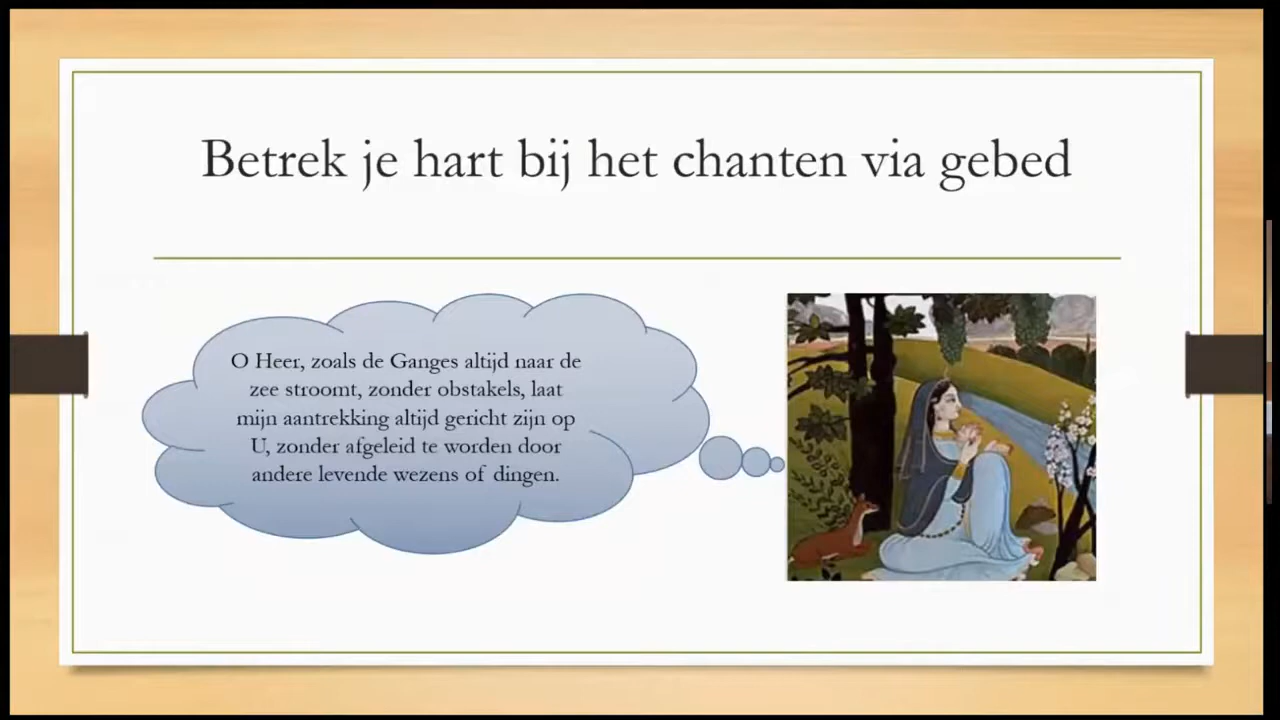 Betrek je hart bij het chanten via gebed
O Heer, zoals de Ganges altijd naar de
zee stroomt, zonder obstakels, laat
mijn aantrekking altijd gericht zijn op
U, zonder afgeleid te worden door
andere levende wezens of dingen.